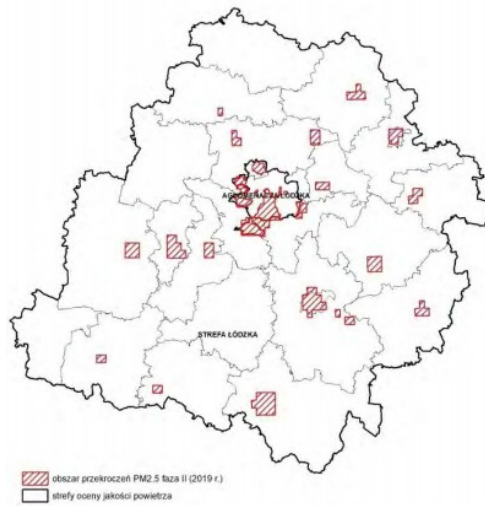 AGLOMERACJA ŁÓDZKA
STREFA ŁÓDZKA
obszar przekroczeń PM2.5 faza II (2019 r.)
strefy oceny jakości powietrza